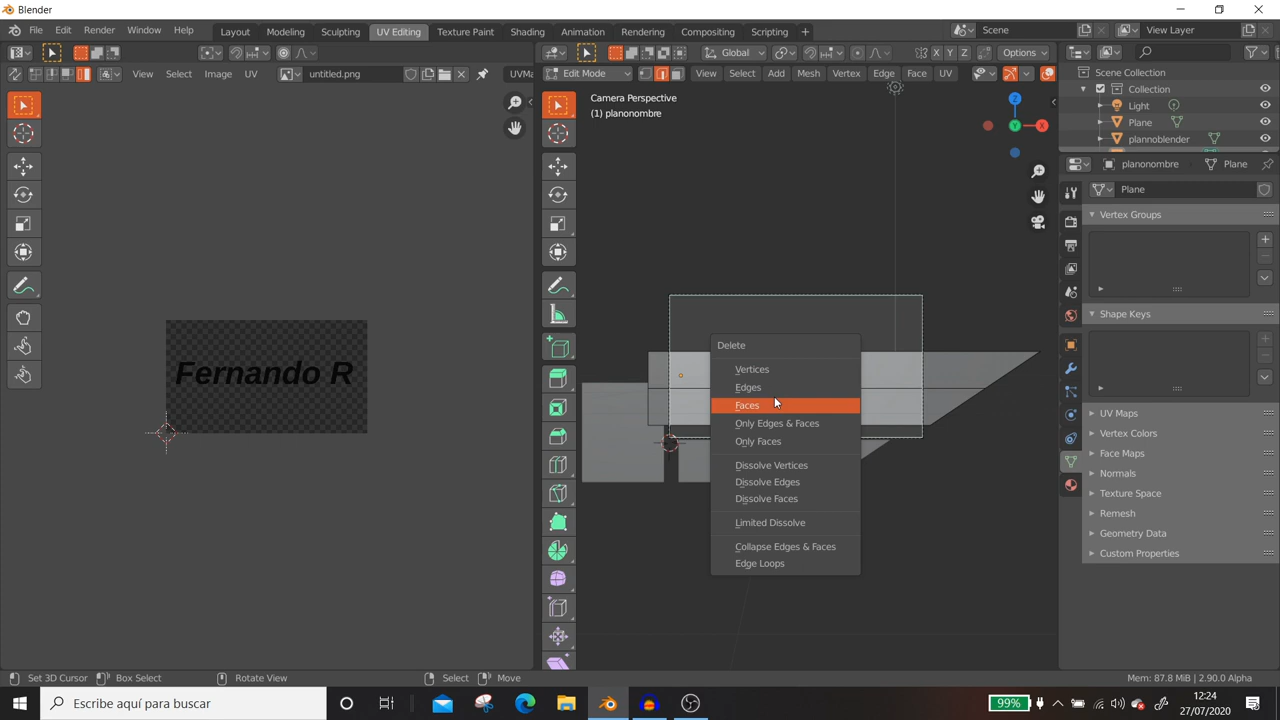 Blender
File Edit Render Window Help Layout Modeling Sculpting UV Editing Texture Paint Shading Animation Rendering Compositing Scripting + Scene View Layer
Global Options
View Select Image UV untitled.png UVMa Edit Mode View Select Add Mesh Vertex Edge Face UV
X Y Z
Scene Collection
Collection
Light
Plane
plannoblender
Camera Perspective
(1) planonombre
Z
Y X
planonombre Plane
Plane
Vertex Groups
Shape Keys
UV Maps
Vertex Colors
Face Maps
Normals
Texture Space
Remesh
Geometry Data
Custom Properties
Fernando R
Delete
Vertices
Edges
Faces
Only Edges & Faces
Only Faces
Dissolve Vertices
Dissolve Edges
Dissolve Faces
Limited Dissolve
Collapse Edges & Faces
Edge Loops
Set 3D Cursor Box Select Rotate View Select Move Mem: 87.8 MiB | 2.90.0 Alpha
Escribe aquí para buscar
99%
12:24
27/07/2020